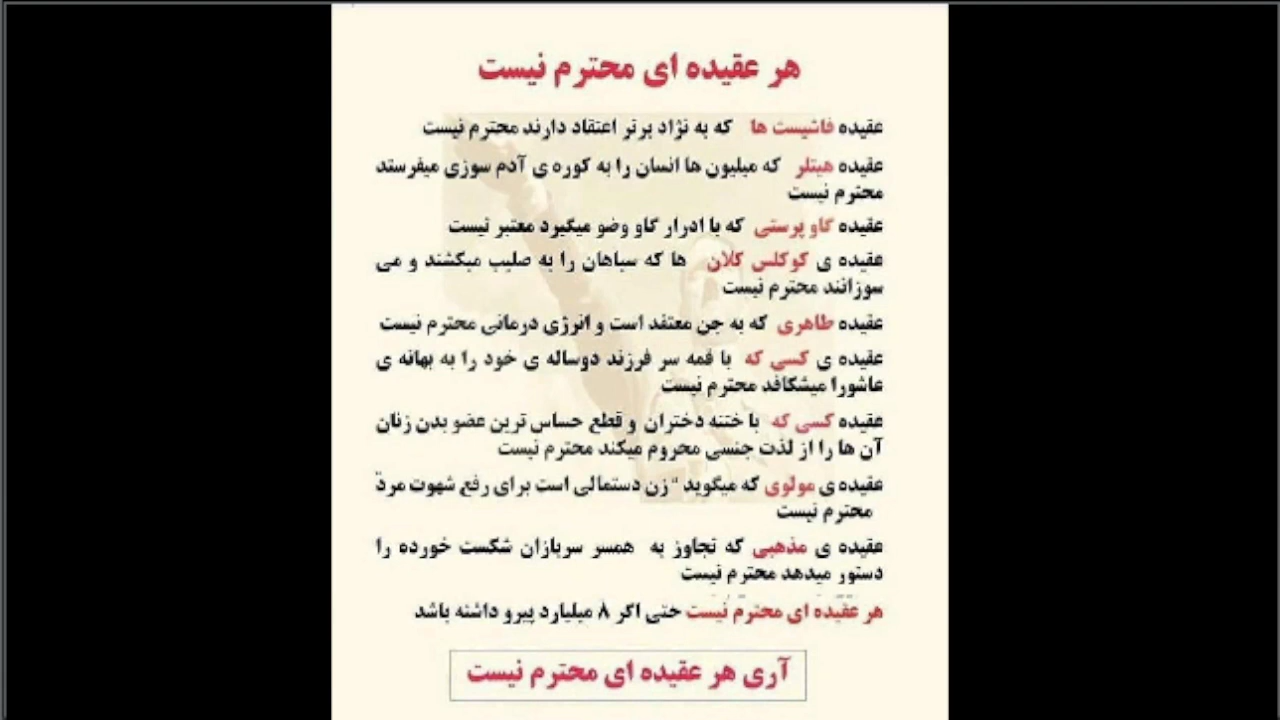 هر عقیده ای محترم نیست
عقیده فاشیست ها که به نژاد برتر اعتقاد دارند محترم نیست
عقیده هیتلر که میلیون ها انسان را به کوره ی آدم سوزی میفرستد
محترم نیست
عقیده گاو پرستی که با ادرار گاو وضو میگیرد معتبر نیست
عقیده ی کوکلس کلان ها که سیاهان را به صلیب میکشند و می
سوزانند محترم نیست
عقیده طاهری که به جن معتقد است و انرژی درمانی محترم نیست
عقیده ی کسی که با قمه سر فرزند دوساله ی خود را به بهانه ی
عاشورا میشکافد محترم نیست
عقیده کسی که با ختنه دختران و قطع حساس ترین عضو بدن زنان
آن ها را از لذت جنسی محروم میکند محترم نیست
عقیده ی مولوی که میگوید " زن دستمالی است برای رفع شهوت مرد"
محترم نیست
عقیده ی مذهبی که تجاوز به همسر سربازان شکست خورده را
دستور میدهد محترم نیست
هر عقیده ای محترم نیست حتی اگر ۸ میلیارد پیرو داشته باشد
آری هر عقیده ای محترم نیست